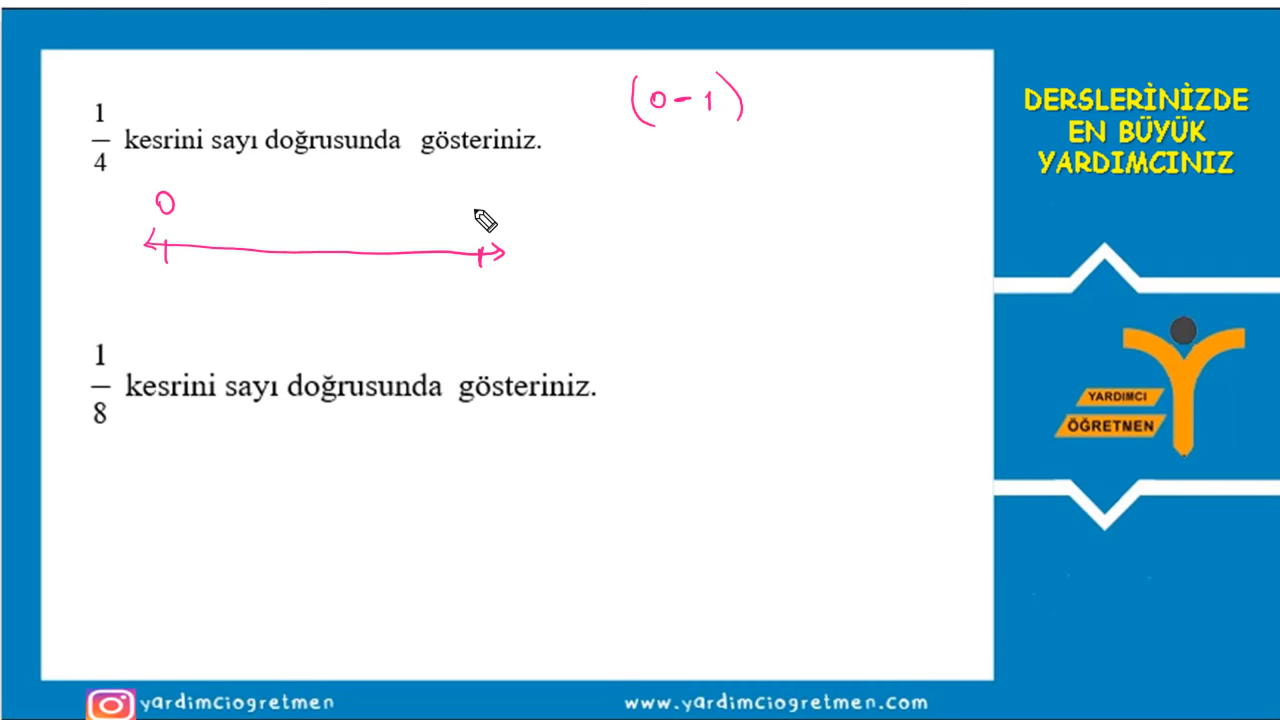 1/4 kesrini sayı doğrusunda gösteriniz.
(0-1)
0
1/8 kesrini sayı doğrusunda gösteriniz.
DERSLERİNİZDE
EN BÜYÜK
YARDIMCINIZ
YARDIMCI
ÖĞRETMEN
yardimciogretmen
www.yardimciogretmen.com